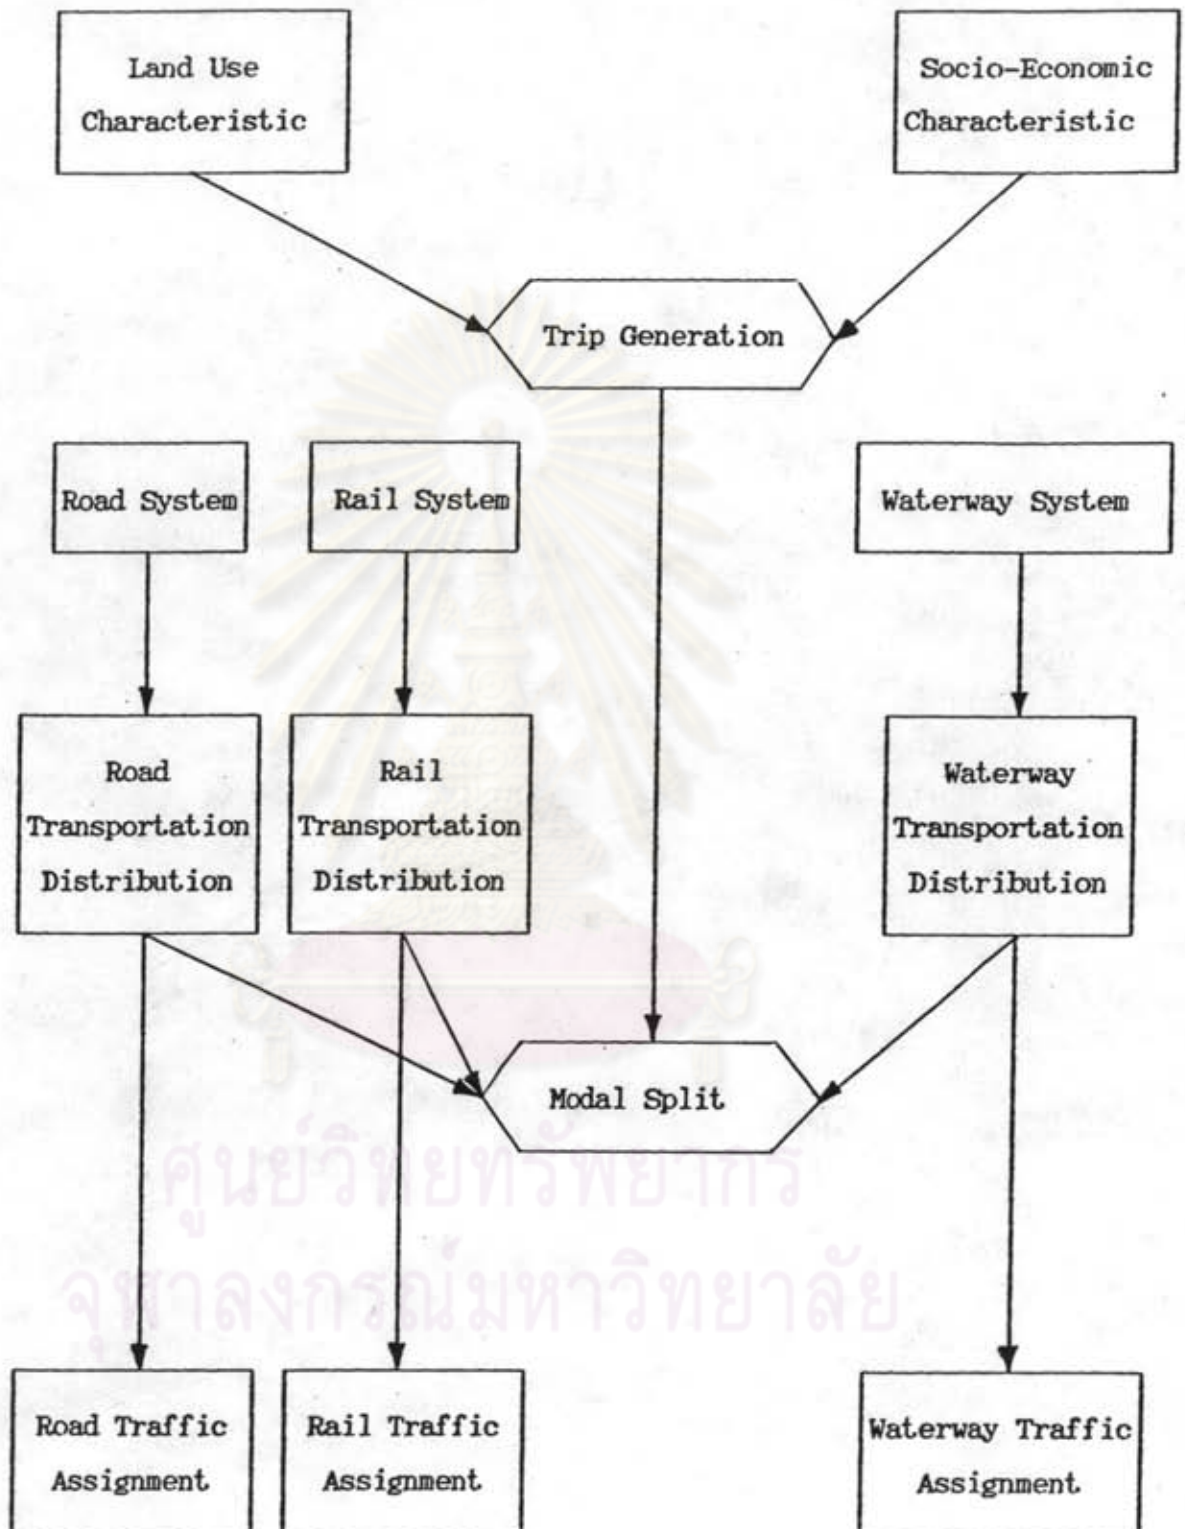 Land Use
Characteristic
Socio-Economic
Characteristic
Trip Generation
Road System
Rail System
Waterway System
Road
Transportation
Distribution
Rail
Transportation
Distribution
Waterway
Transportation
Distribution
Modal Split
ศูนย์วิทยทรัพยากร
จุฬาลงกรณ์มหาวิทยาลัย
Road Traffic
Assignment
Rail Traffic
Assignment
Waterway Traffic
Assignment